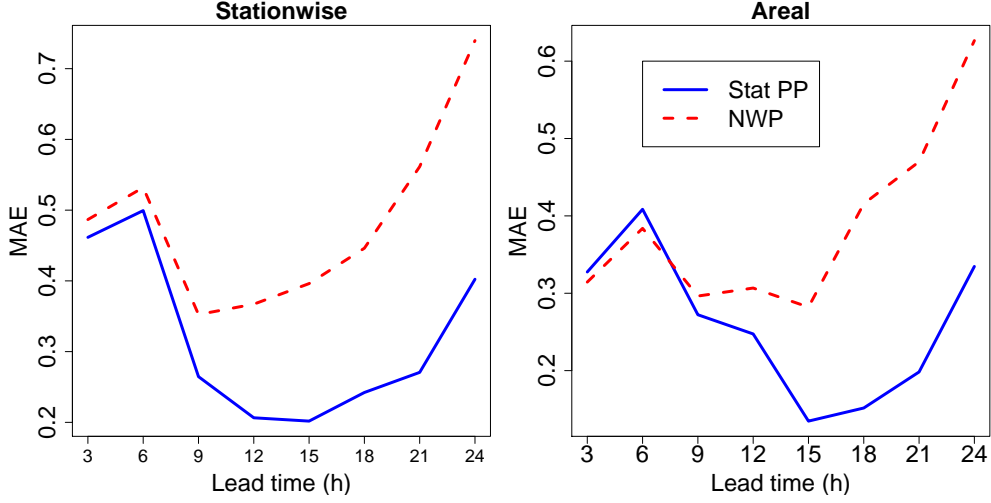 Stationwise
MAE
0.7
0.6
0.5
0.4
0.3
0.2
3 6 9 12 15 18 21 24
Lead time (h)
Areal
MAE
0.6
0.5
0.4
0.3
0.2
Stat PP
NWP
3 6 9 12 15 18 21 24
Lead time (h)